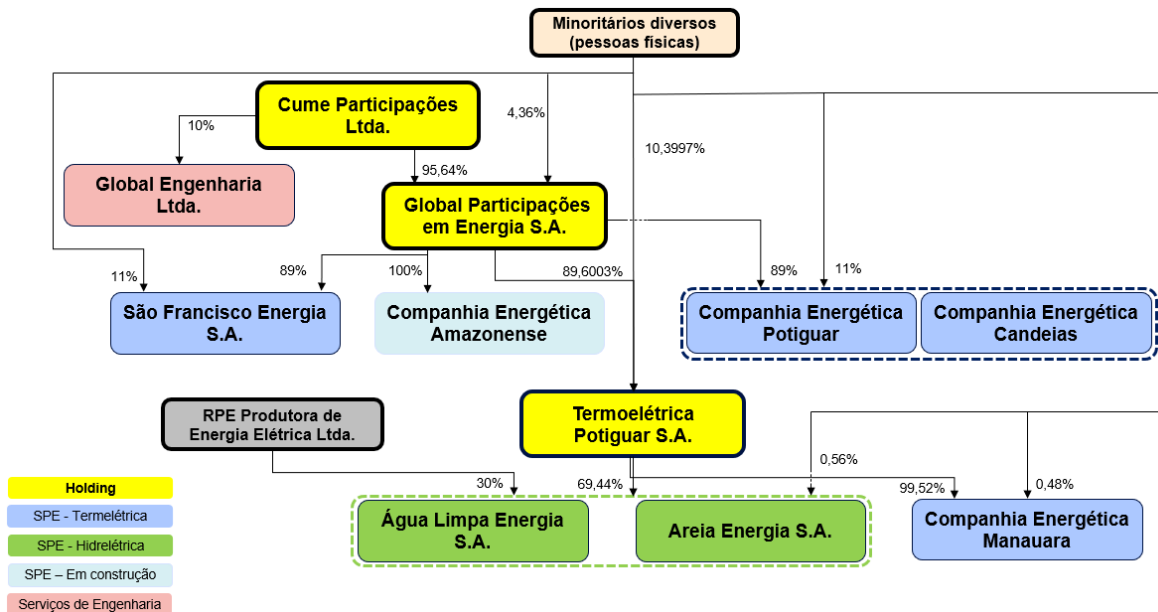 Minoritários diversos
(pessoas físicas)
Cume Participações
Ltda.
4,36%
10%
10,3997%
95,64%
Global Engenharia
Ltda.
Global Participações
em Energia S.A.
11%
89%
100%
89,6003%
89%
11%
São Francisco Energia
S.A.
Companhia Energética
Amazonense
Companhia Energética
Potiguar
Companhia Energética
Candeias
RPE Produtora de
Energia Elétrica Ltda.
Termoelétrica
Potiguar S.A.
0,56%
30%
69,44%
99,52%
0,48%
Água Limpa Energia
S.A.
Areia Energia S.A.
Companhia Energética
Manauara
Holding
SPE - Termelétrica
SPE - Hidrelétrica
SPE – Em construção
Serviços de Engenharia